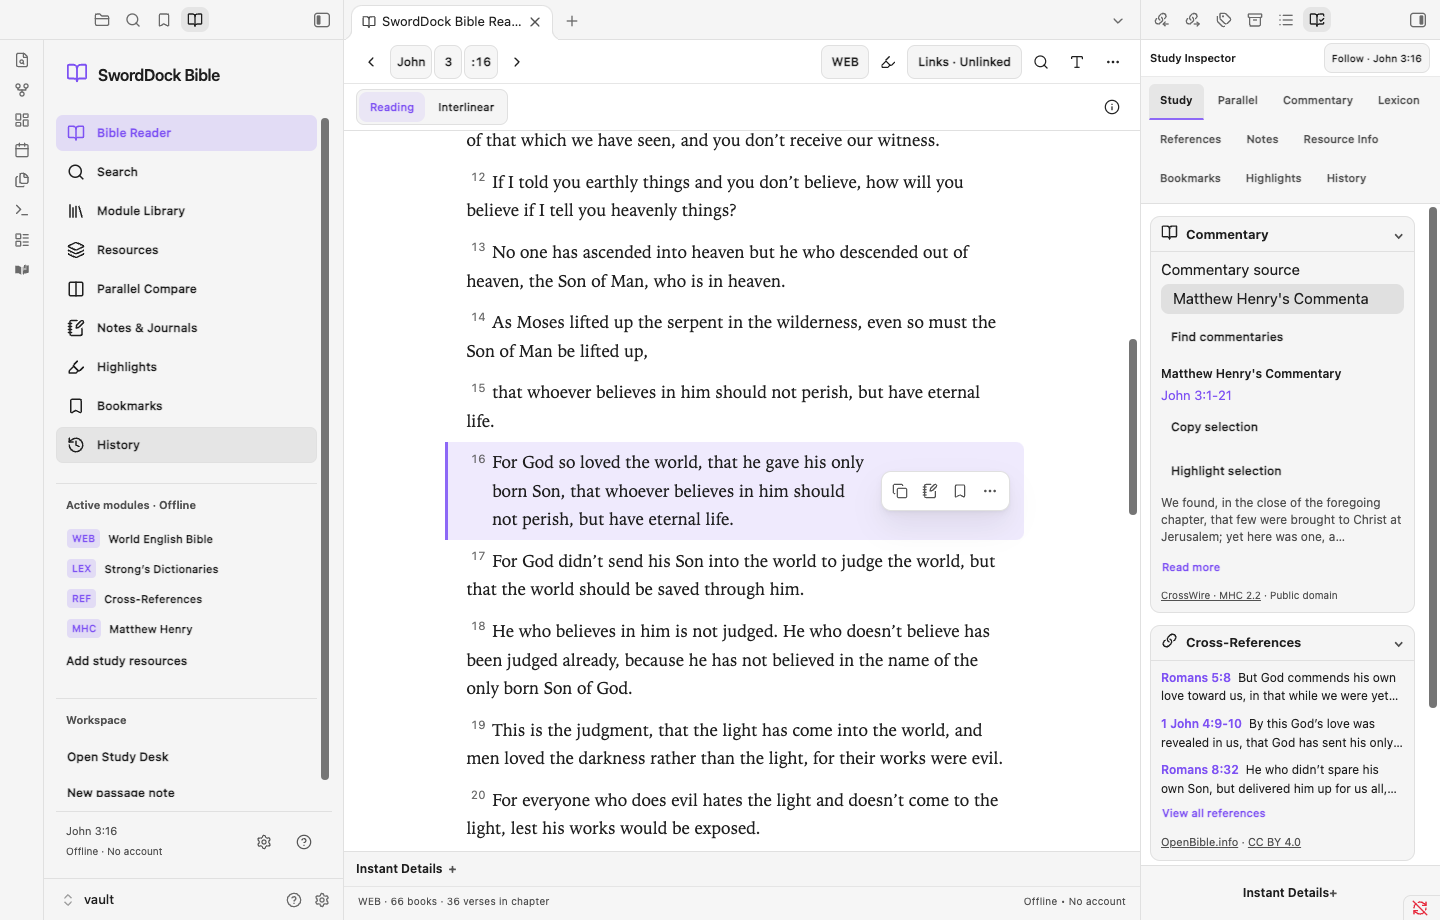 SwordDock Bible
Bible Reader
Search
Module Library
Resources
Parallel Compare
Notes & Journals
Highlights
Bookmarks
History
Active modules · Offline
WEB World English Bible
LEX Strong's Dictionaries
REF Cross-References
MHC Matthew Henry
Add study resources
Workspace
Open Study Desk
New passage note
John 3:16
Offline · No account
vault
SwordDock Bible Rea...
John 3 :16
WEB Links · Unlinked
Reading Interlinear
of that which we have seen, and you don’t receive our witness.
12 If I told you earthly things and you don’t believe, how will you
believe if I tell you heavenly things?
13 No one has ascended into heaven but he who descended out of
heaven, the Son of Man, who is in heaven.
14 As Moses lifted up the serpent in the wilderness, even so must the
Son of Man be lifted up,
15 that whoever believes in him should not perish, but have eternal
life.
16 For God so loved the world, that he gave his only
born Son, that whoever believes in him should
not perish, but have eternal life.
17 For God didn’t send his Son into the world to judge the world, but
that the world should be saved through him.
18 He who believes in him is not judged. He who doesn’t believe has
been judged already, because he has not believed in the name of the
only born Son of God.
19 This is the judgment, that the light has come into the world, and
men loved the darkness rather than the light, for their works were evil.
20 For everyone who does evil hates the light and doesn’t come to the
light, lest his works would be exposed.
Instant Details +
WEB · 66 books · 36 verses in chapter
Offline • No account
Study Inspector
Follow · John 3:16
Study Parallel Commentary Lexicon
References Notes Resource Info
Bookmarks Highlights History
Commentary
Commentary source
Matthew Henry's Commenta
Find commentaries
Matthew Henry's Commentary
John 3:1-21
Copy selection
Highlight selection
We found, in the close of the foregoing
chapter, that few were brought to Christ at
Jerusalem; yet here was one, a...
Read more
CrossWire · MHC 2.2 · Public domain
Cross-References
Romans 5:8 But God commends his own
love toward us, in that while we were yet...
1 John 4:9-10 By this God’s love was
revealed in us, that God has sent his only...
Romans 8:32 He who didn’t spare his
own Son, but delivered him up for us all,...
View all references
OpenBible.info · CC BY 4.0
Instant Details+